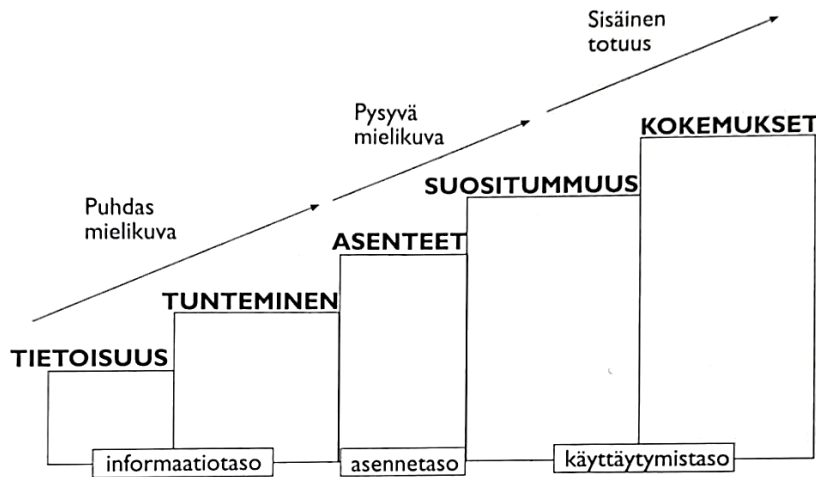 Sisäinen
totuus
Pysyvä
mielikuva
KOKEMUKSET
SUOSITUMMUUS
Puhdas
mielikuva
ASENTEET
TUNTEMINEN
TIETOISUUS
informaatiotaso
asennetaso
käyttäytymistaso